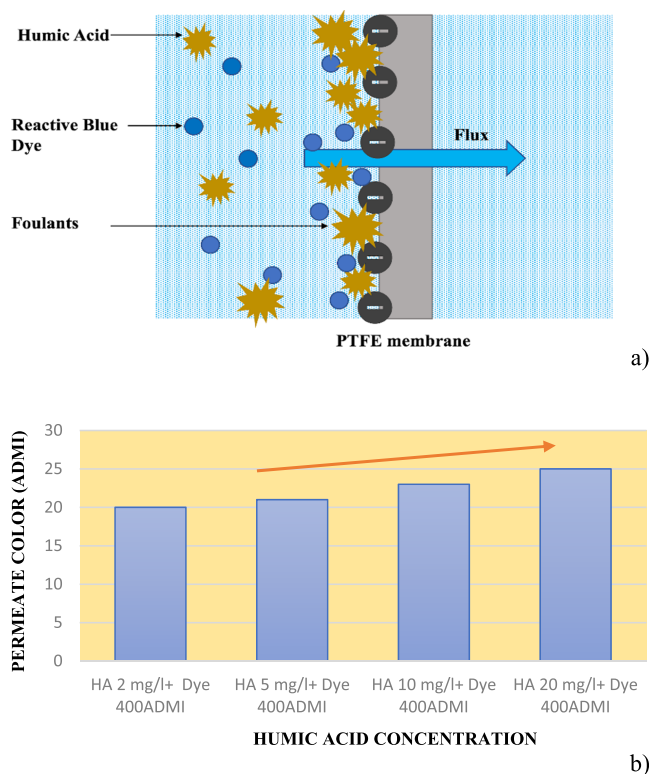 Humic Acid
Reactive Blue
Dye
Flux
Foulants
PTFE membrane
a)
PERMEATE COLOR (ADMI)
30
25
20
15
10
5
0
HA 2 mg/l+ Dye
400ADMI
HA 5 mg/l+ Dye
400ADMI
HA 10 mg/l+ Dye
400ADMI
HA 20 mg/l+ Dye
400ADMI
HUMIC ACID CONCENTRATION
b)